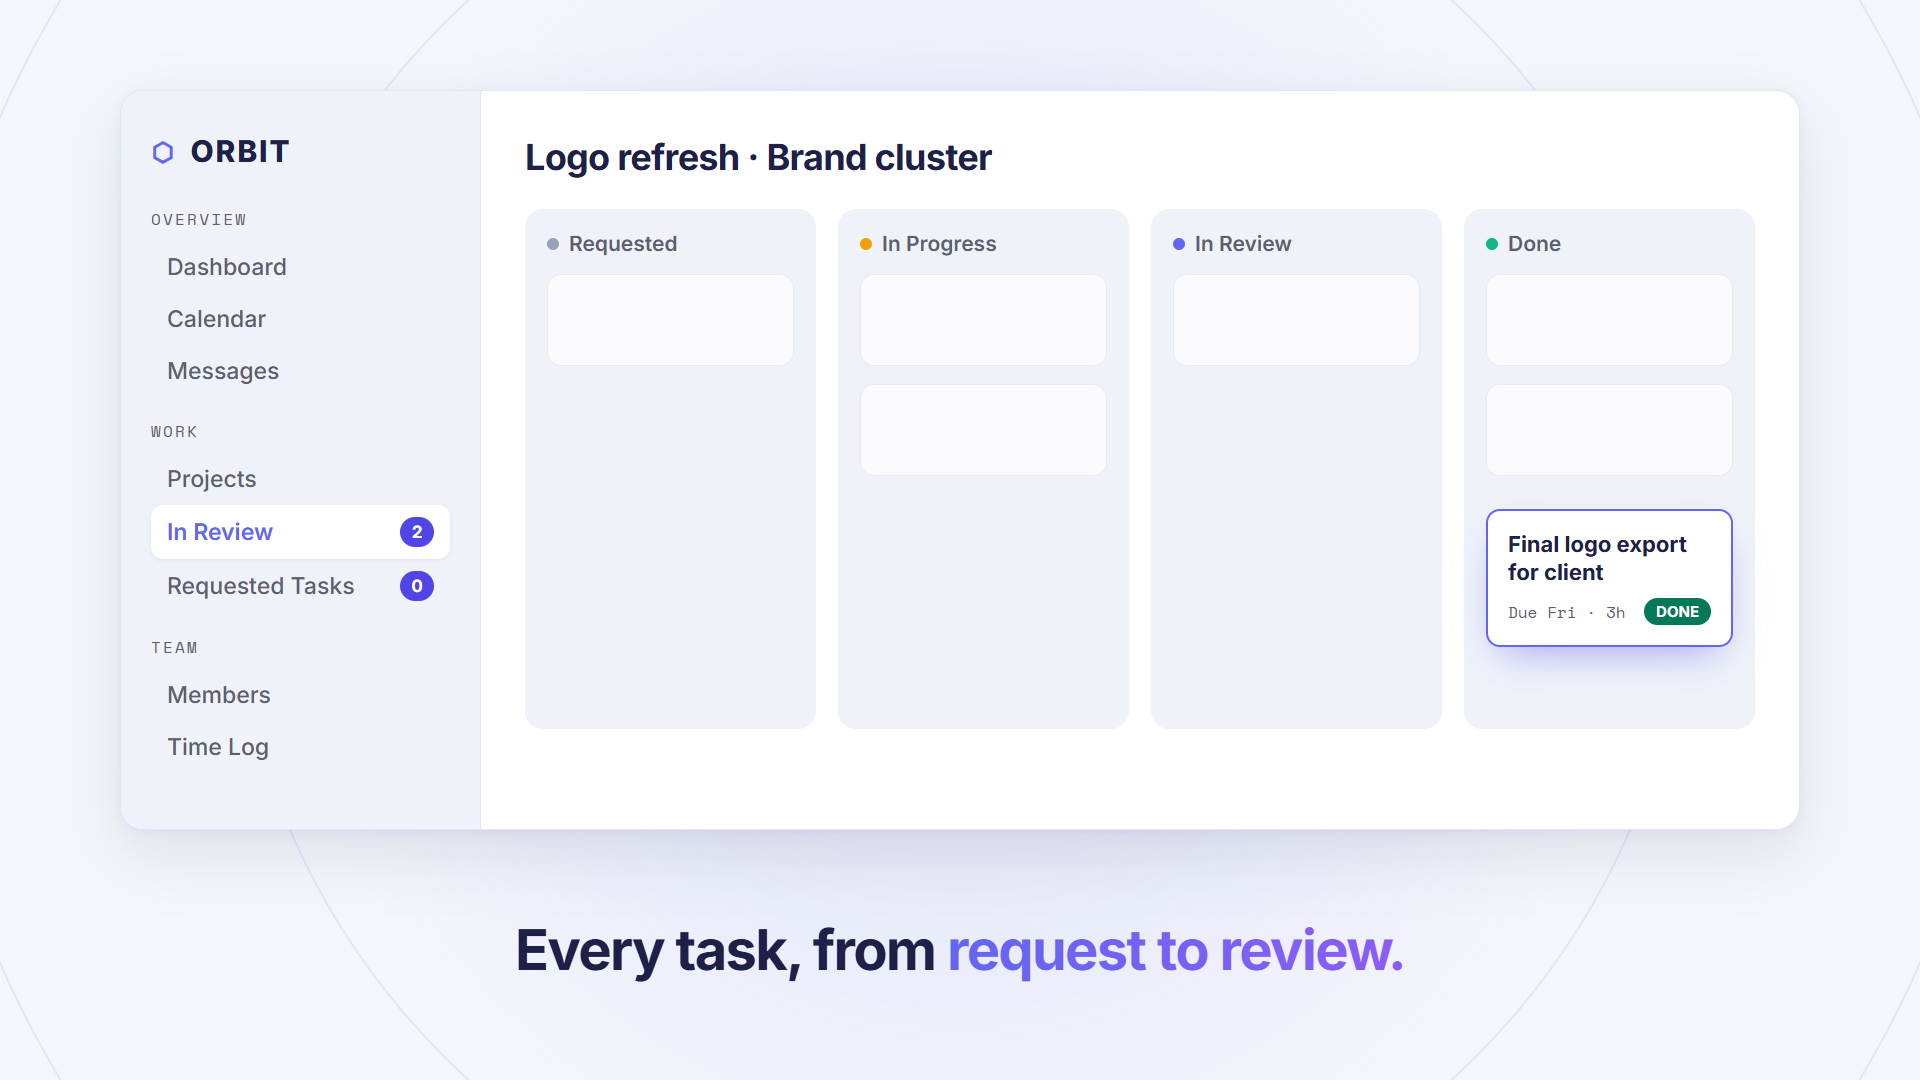 ORBIT
OVERVIEW
Dashboard
Calendar
Messages
WORK
Projects
In Review 2
Requested Tasks 0
TEAM
Members
Time Log
Logo refresh · Brand cluster
Requested
In Progress
In Review
Done
Final logo export
for client
Due Fri · 3h DONE
Every task, from request to review.